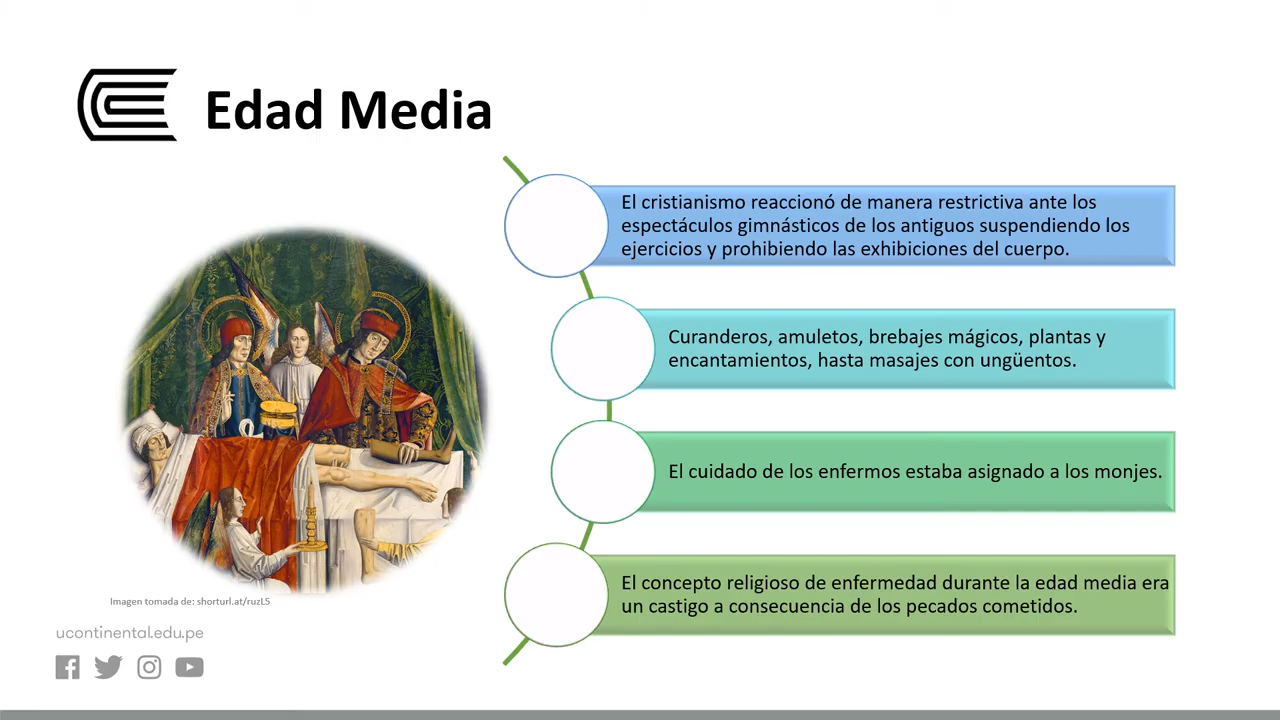 Edad Media
El cristianismo reaccionó de manera restrictiva ante los
espectáculos gimnásticos de los antiguos suspendiendo los
ejercicios y prohibiendo las exhibiciones del cuerpo.
Curanderos, amuletos, brebajes mágicos, plantas y
encantamientos, hasta masajes con ungüentos.
El cuidado de los enfermos estaba asignado a los monjes.
El concepto religioso de enfermedad durante la edad media era
un castigo a consecuencia de los pecados cometidos.
Imagen tomada de: shorturl.at/ruzL5
ucontinental.edu.pe